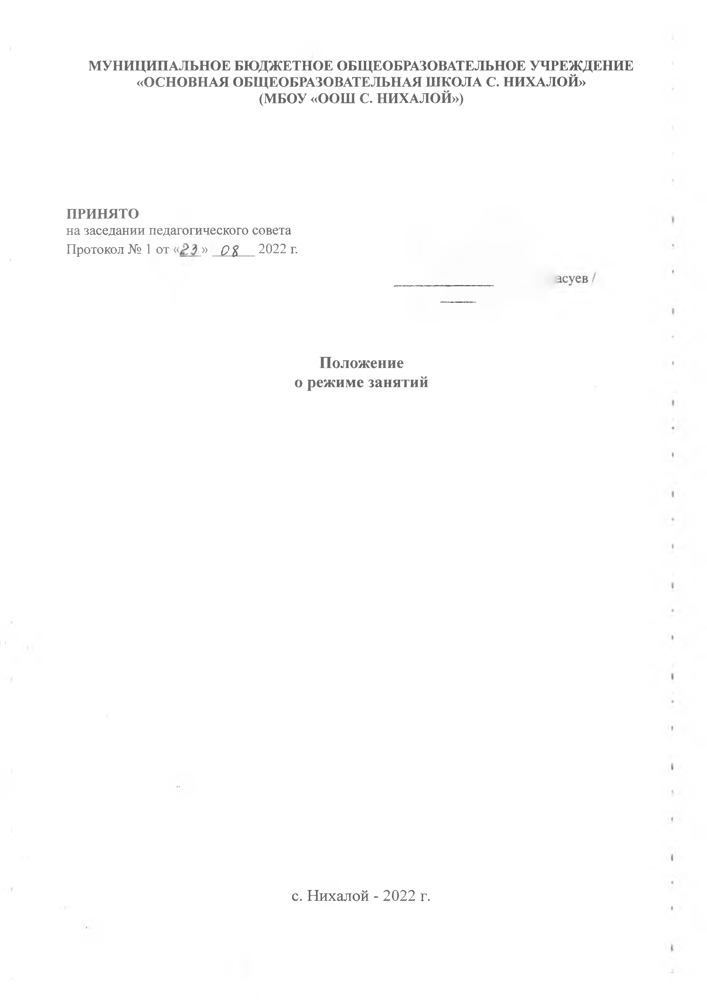 МУНИЦИПАЛЬНОЕ БЮДЖЕТНОЕ ОБЩЕОБРАЗОВАТЕЛЬНОЕ УЧРЕЖДЕНИЕ
«ОСНОВНАЯ ОБЩЕОБРАЗОВАТЕЛЬНАЯ ШКОЛА С. НИХАЛОЙ»
(МБОУ «ООШ С. НИХАЛОЙ»)
ПРИНЯТО
на заседании педагогического совета
Протокол № 1 от «23» 08 2022 г.
асуев /
Положение
о режиме занятий
с. Нихалой - 2022 г.